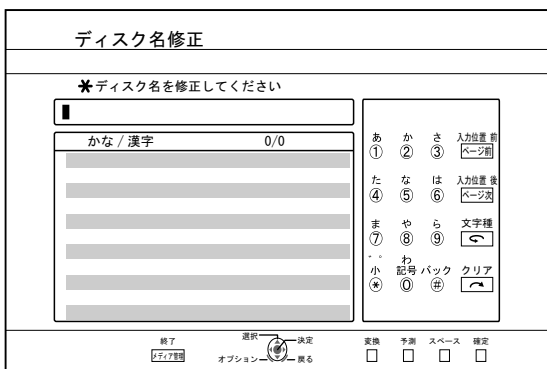 ディスク名修正
✱ディスク名を修正してください
かな / 漢字 0/0
あ か さ 入力位置 前
① ② ③ ページ前
た な は 入力位置 後
④ ⑤ ⑥ ページ次
ま や ら 文字種
⑦ ⑧ ⑨
゛゜ わ
小 記号 バック クリア
✱ 0 #
終了 選択 決定 変換 予測 スペース 確定
メディア管理 オプション 戻る